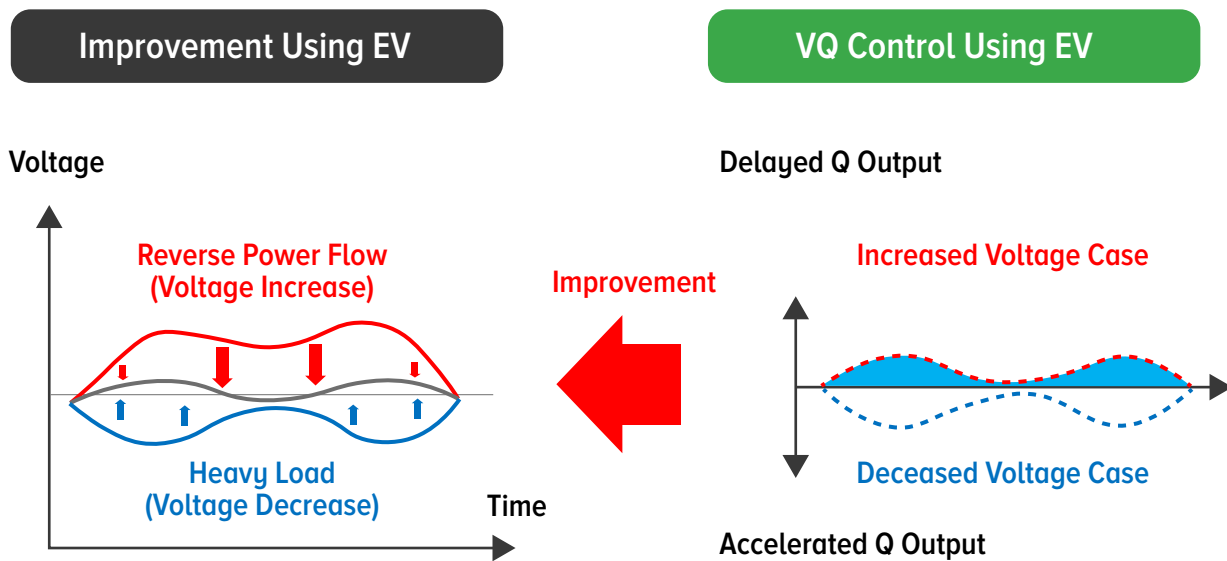 Improvement Using EV
VQ Control Using EV
Voltage
Delayed Q Output
Reverse Power Flow
(Voltage Increase)
Improvement
Increased Voltage Case
Heavy Load
(Voltage Decrease)
Time
Deceased Voltage Case
Accelerated Q Output